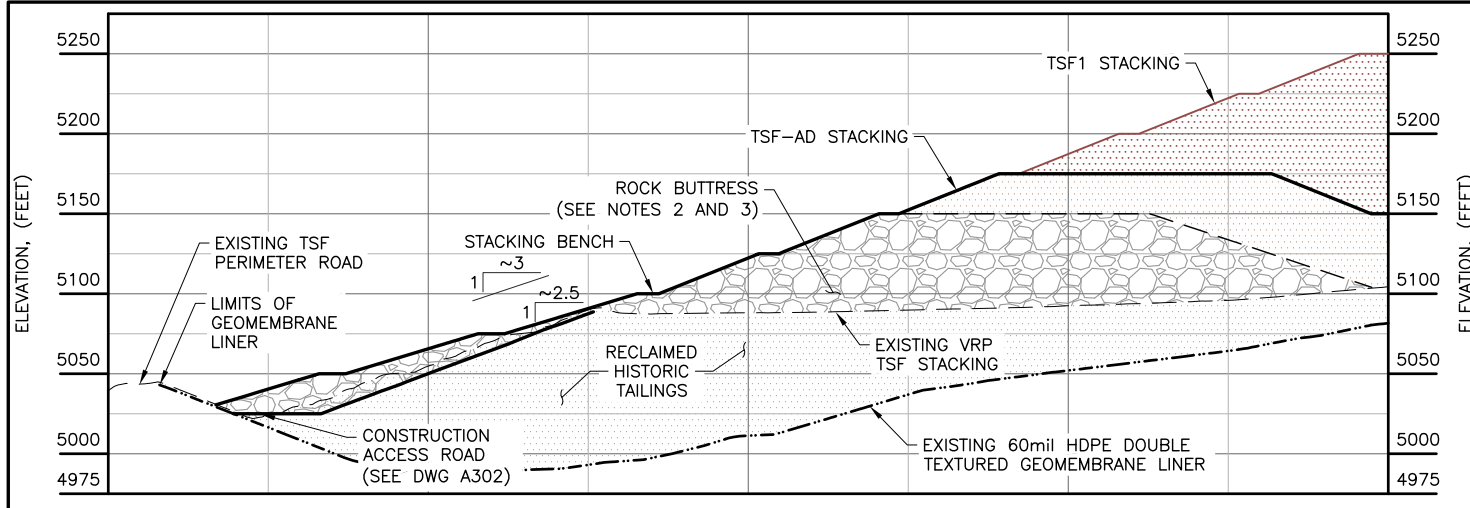 5250
5200
5150
5100
5050
5000
4975
ELEVATION, (FEET)
EXISTING TSF
PERIMETER ROAD
LIMITS OF
GEOMEMBRANE
LINER
STACKING BENCH
1
~3
1
~2.5
ROCK BUTTRESS
(SEE NOTES 2 AND 3)
TSF-AD STACKING
TSF1 STACKING
RECLAIMED
HISTORIC
TAILINGS
EXISTING VRP
TSF STACKING
CONSTRUCTION
ACCESS ROAD
(SEE DWG A302)
EXISTING 60mil HDPE DOUBLE
TEXTURED GEOMEMBRANE LINER
5250
5200
5150
5100
5050
5000
4975
ELEVATION, (FEET)